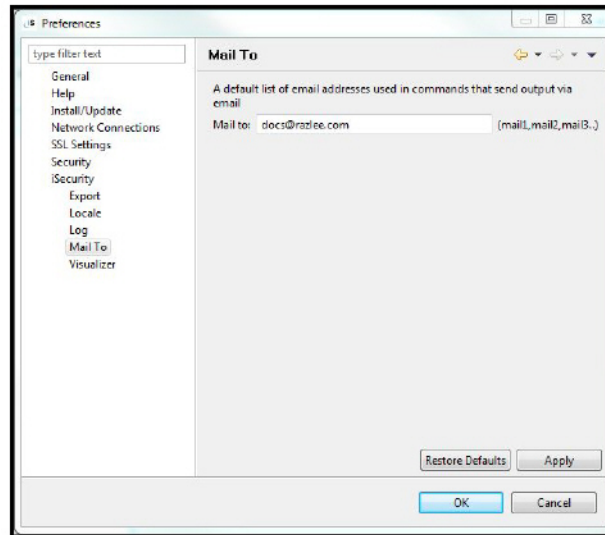 Preferences
type filter text
General
Help
Install/Update
Network Connections
SSL Settings
Security
iSecurity
Export
Locale
Log
Mail To
Visualizer
Mail To
A default list of email addresses used in commands that send output via
email
Mail to: docs@razlee.com (mail1,mail2,mail3..)
Restore Defaults Apply
OK Cancel